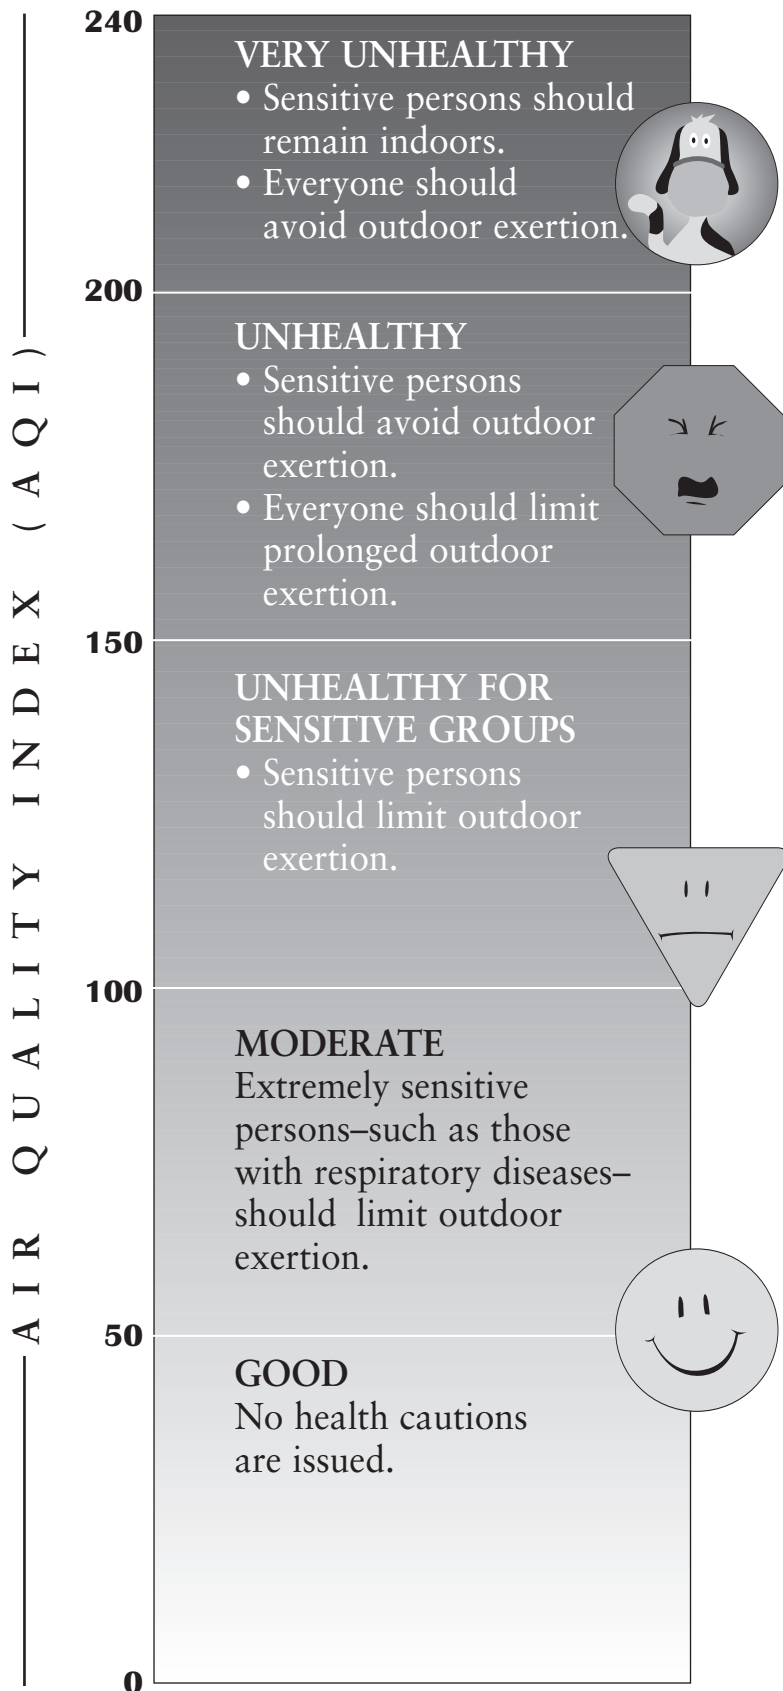 240
VERY UNHEALTHY
• Sensitive persons should
remain indoors.
• Everyone should
avoid outdoor exertion.
200
UNHEALTHY
• Sensitive persons
should avoid outdoor
exertion.
• Everyone should limit
prolonged outdoor
exertion.
150
UNHEALTHY FOR
SENSITIVE GROUPS
• Sensitive persons
should limit outdoor
exertion.
100
MODERATE
Extremely sensitive
persons–such as those
with respiratory diseases–
should limit outdoor
exertion.
50
GOOD
No health cautions
are issued.
0
AIR QUALITY INDEX (AQI)